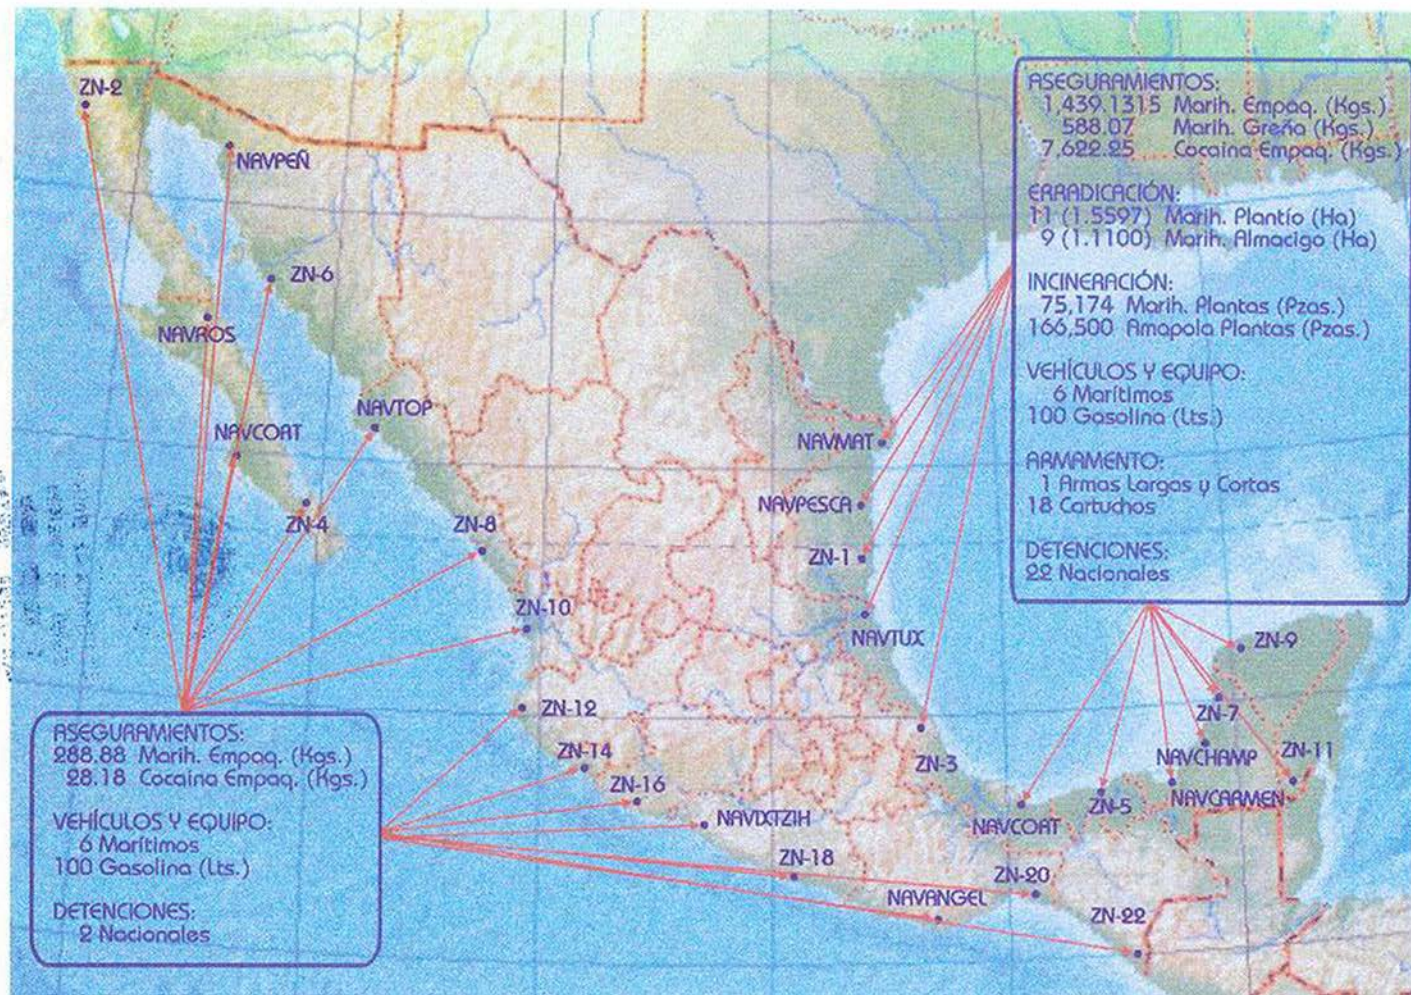 ZN-2
NAVPEÑ
ZN-6
NAVROS
NAVTOP
NAVCOAT
ZN-4
ZN-8
ZN-10
ZN-12
ZN-14
ZN-16
NAVIXTZIH
ZN-18
NAVANGEL
ZN-20
ZN-22
NAVMAT
NAVPESCA
ZN-1
NAVTUX
ZN-3
NAVCOAT
ZN-5
NAVCARMEN
NAVCHAMP
ZN-7
ZN-9
ZN-11
ASEGURAMIENTOS:
1,439.1315 Marih. Empaq. (Kgs.)
588.07 Marih. Greña (Kgs.)
7,622.25 Cocaina Empaq. (Kgs.)
ERRADICACIÓN:
11 (1.5597) Marih. Plantío (Ha)
9 (1.1100) Marih. Almacigo (Ha)
INCINERACIÓN:
75,174 Marih. Plantas (Pzas.)
166,500 Amapola Plantas (Pzas.)
VEHÍCULOS Y EQUIPO:
6 Marítimos
100 Gasolina (Lts.)
ARMAMENTO:
1 Armas Largas y Cortas
18 Cartuchos
DETENCIONES:
22 Nacionales
ASEGURAMIENTOS:
288.88 Marih. Empaq. (Kgs.)
28.18 Cocaina Empaq. (Kgs.)
VEHÍCULOS Y EQUIPO:
6 Marítimos
100 Gasolina (Lts.)
DETENCIONES:
2 Nacionales